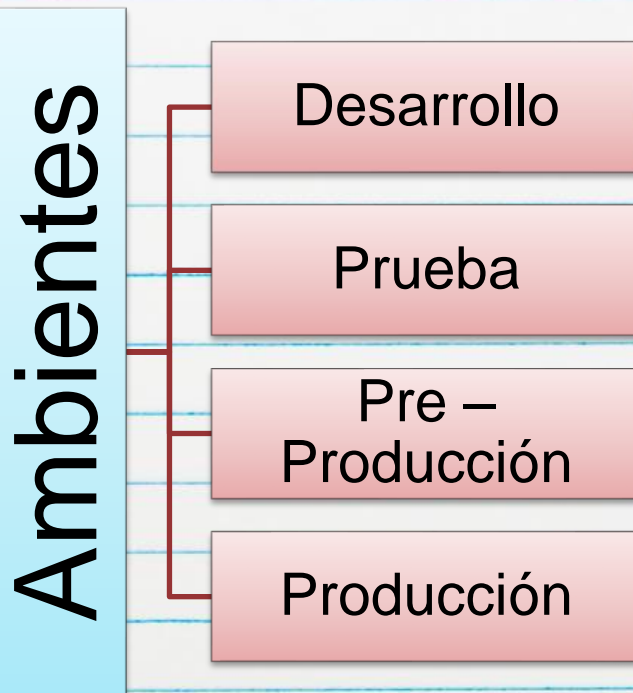 Ambientes
Desarrollo
Prueba
Pre –
Producción
Producción